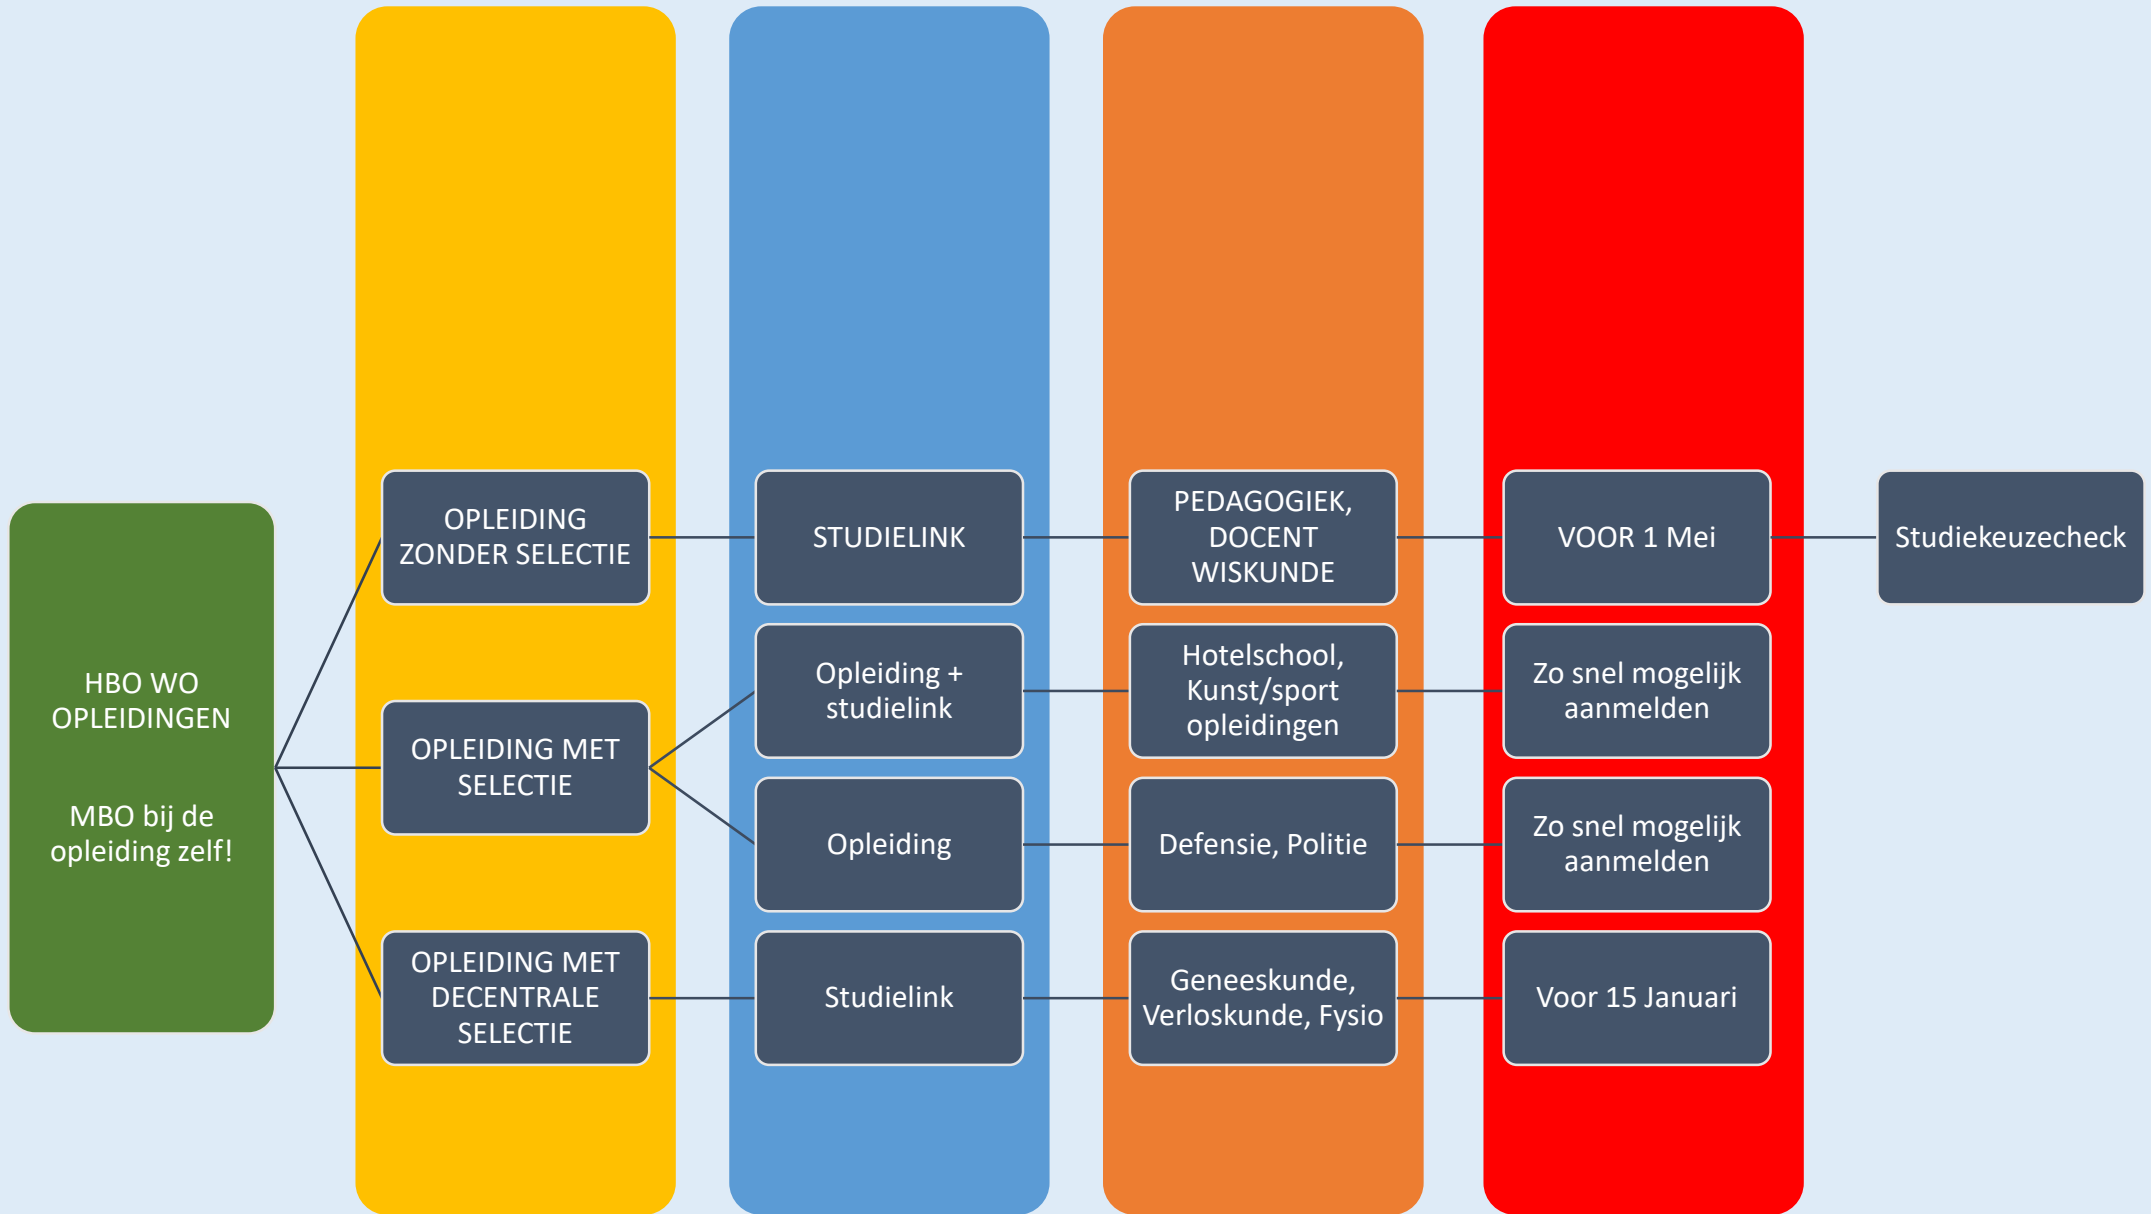 HBO WO
OPLEIDINGEN
MBO bij de
opleiding zelf!
OPLEIDING
ZONDER SELECTIE
STUDIELINK
PEDAGOGIEK,
DOCENT
WISKUNDE
VOOR 1 Mei
Studiekeuzecheck
OPLEIDING MET
SELECTIE
Opleiding +
studielink
Hotelschool,
Kunst/sport
opleidingen
Zo snel mogelijk
aanmelden
Opleiding
Defensie, Politie
Zo snel mogelijk
aanmelden
OPLEIDING MET
DECENTRALE
SELECTIE
Studielink
Geneeskunde,
Verloskunde, Fysio
Voor 15 Januari